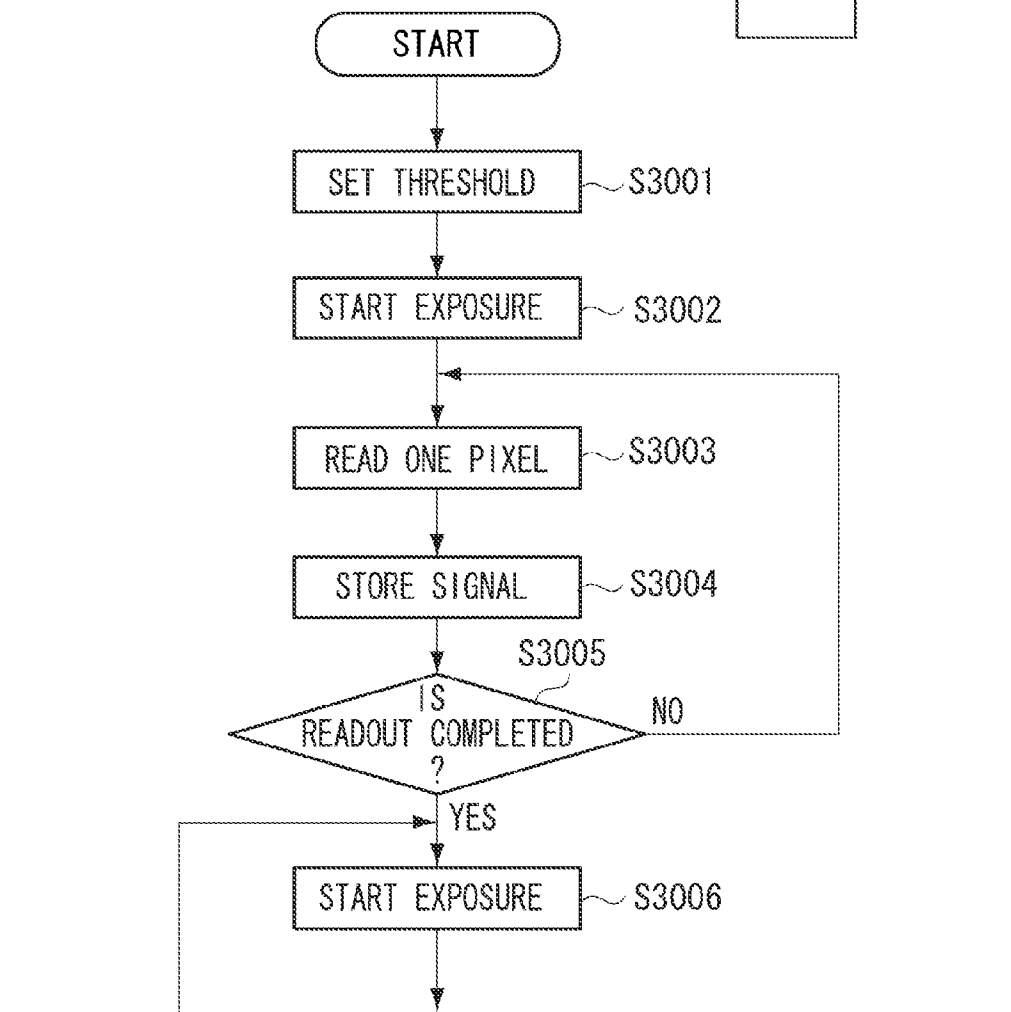 START
SET THRESHOLD
S3001
START EXPOSURE
S3002
READ ONE PIXEL
S3003
STORE SIGNAL
S3004
S3005
IS
READOUT COMPLETED
?
NO
YES
START EXPOSURE
S3006